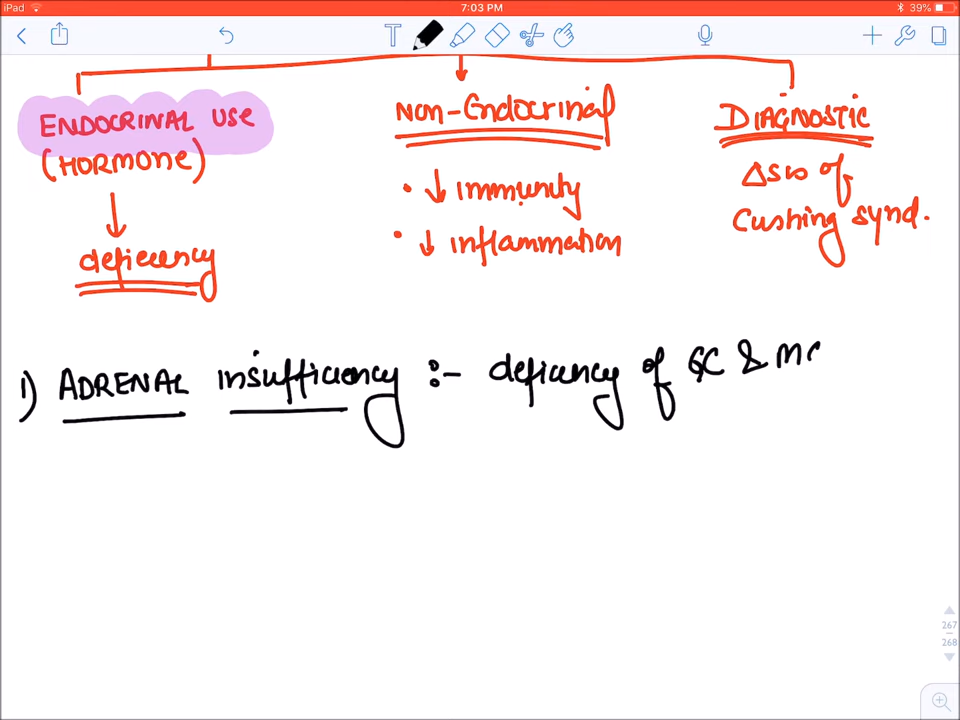 iPad 7:03 PM 39%
T
ENDOCRINAL USE
(HORMONE)
deficiency
Non-Endocrinal
• ↓ immunity
• ↓ inflammation
DIAGNOSTIC
Δsis of
Cushing synd.
1) ADRENAL insufficiency :- deficiency of GC & MC
267
268